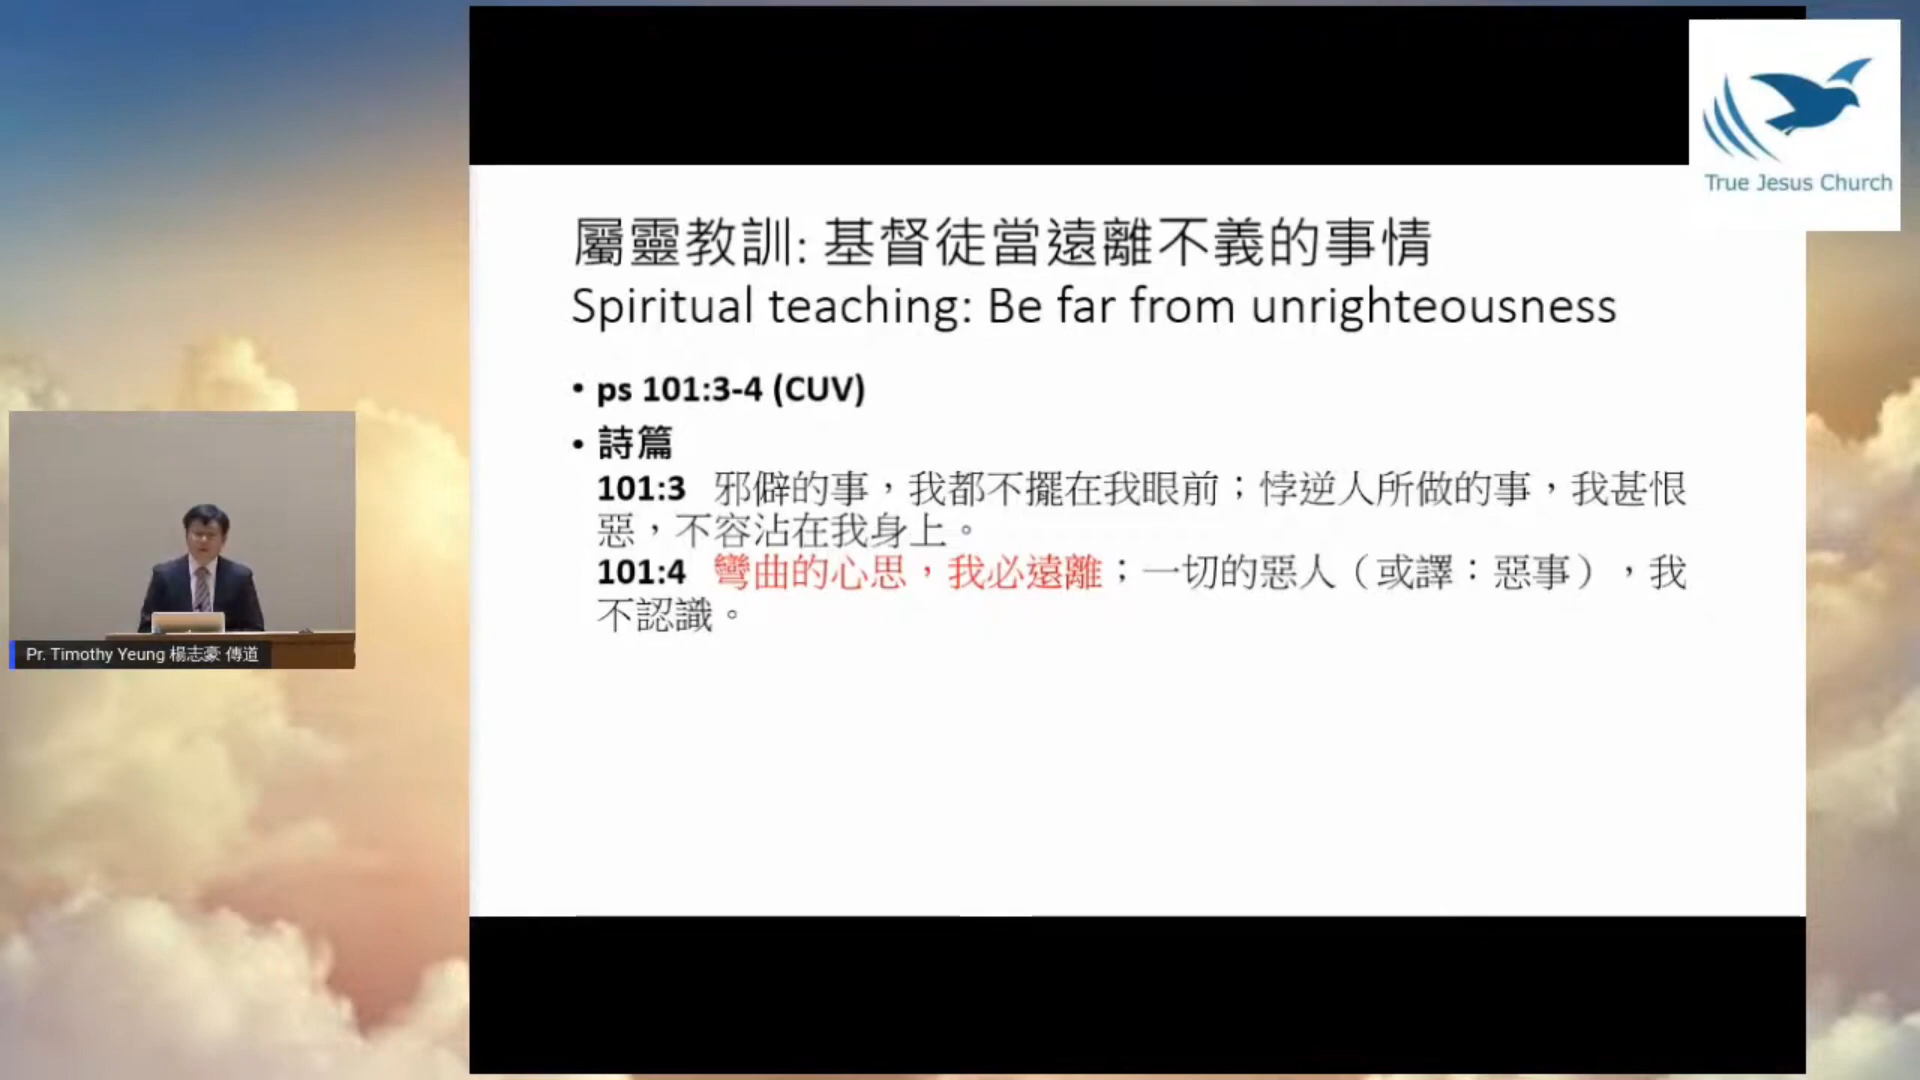 True Jesus Church
屬靈教訓: 基督徒當遠離不義的事情
Spiritual teaching: Be far from unrighteousness
• ps 101:3-4 (CUV)
• 詩篇
101:3 邪僻的事，我都不擺在我眼前；悖逆人所做的事，我甚恨
惡，不容沾在我身上。
101:4 彎曲的心思，我必遠離；一切的惡人（或譯：惡事），我
不認識。
Pr. Timothy Yeung 楊志豪 傳道